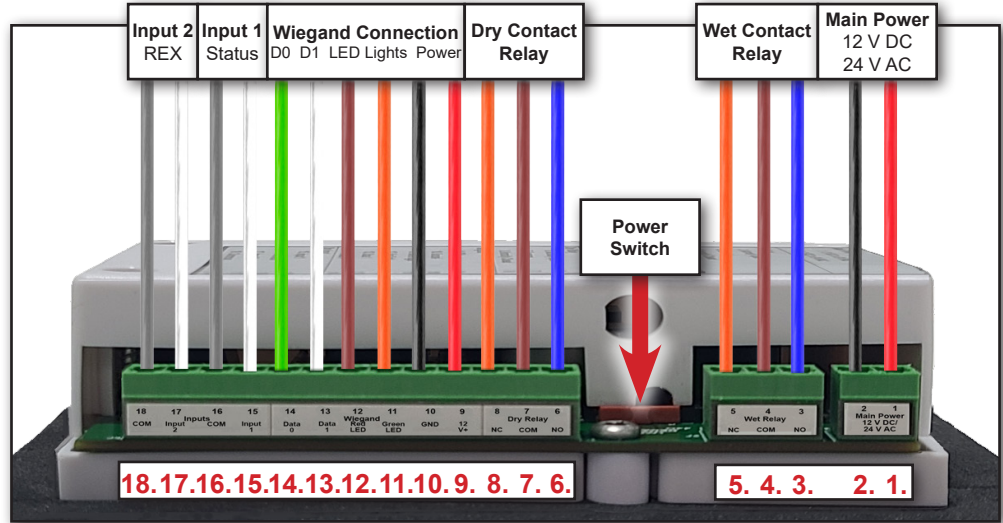 Input 2
REX
Input 1
Status
Wiegand Connection
D0 D1 LED Lights Power
Dry Contact
Relay
Wet Contact
Relay
Main Power
12 V DC
24 V AC
Power
Switch
18 17 16 15 14 13 12 11 10 9 8 7 6
Inputs
Wiegand
Dry Relay
COM Input 2 COM Input 1 Data 0 Data 1 Red LED Green LED GND 12 V+ NC COM NO
5 4 3
Wet Relay
NC COM NO
2 1
Main Power
12 V DC/
24 V AC
18. 17. 16. 15. 14. 13. 12. 11. 10. 9. 8. 7. 6.
5. 4. 3.
2. 1.